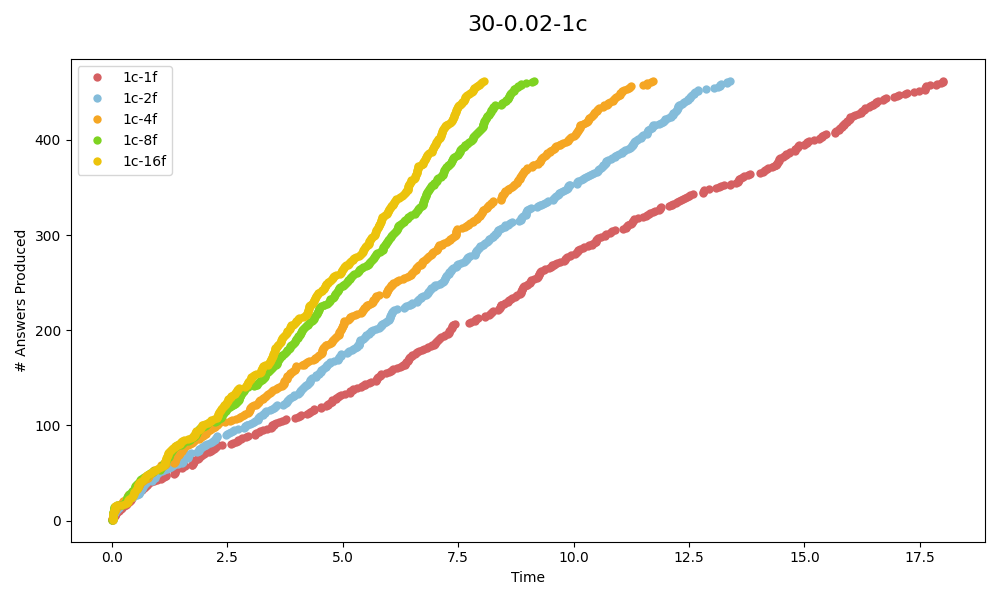 30-0.02-1c
1c-1f
1c-2f
1c-4f
1c-8f
1c-16f
# Answers Produced
400
300
200
100
0
0.0 2.5 5.0 7.5 10.0 12.5 15.0 17.5
Time